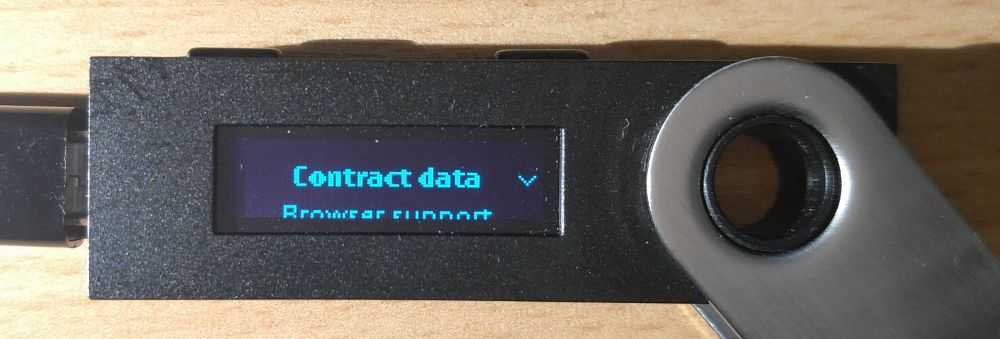 Contract data
Browser support